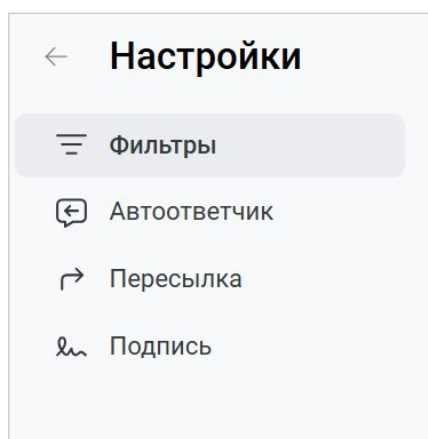 Настройки
Фильтры
Автоответчик
Пересылка
Подпись